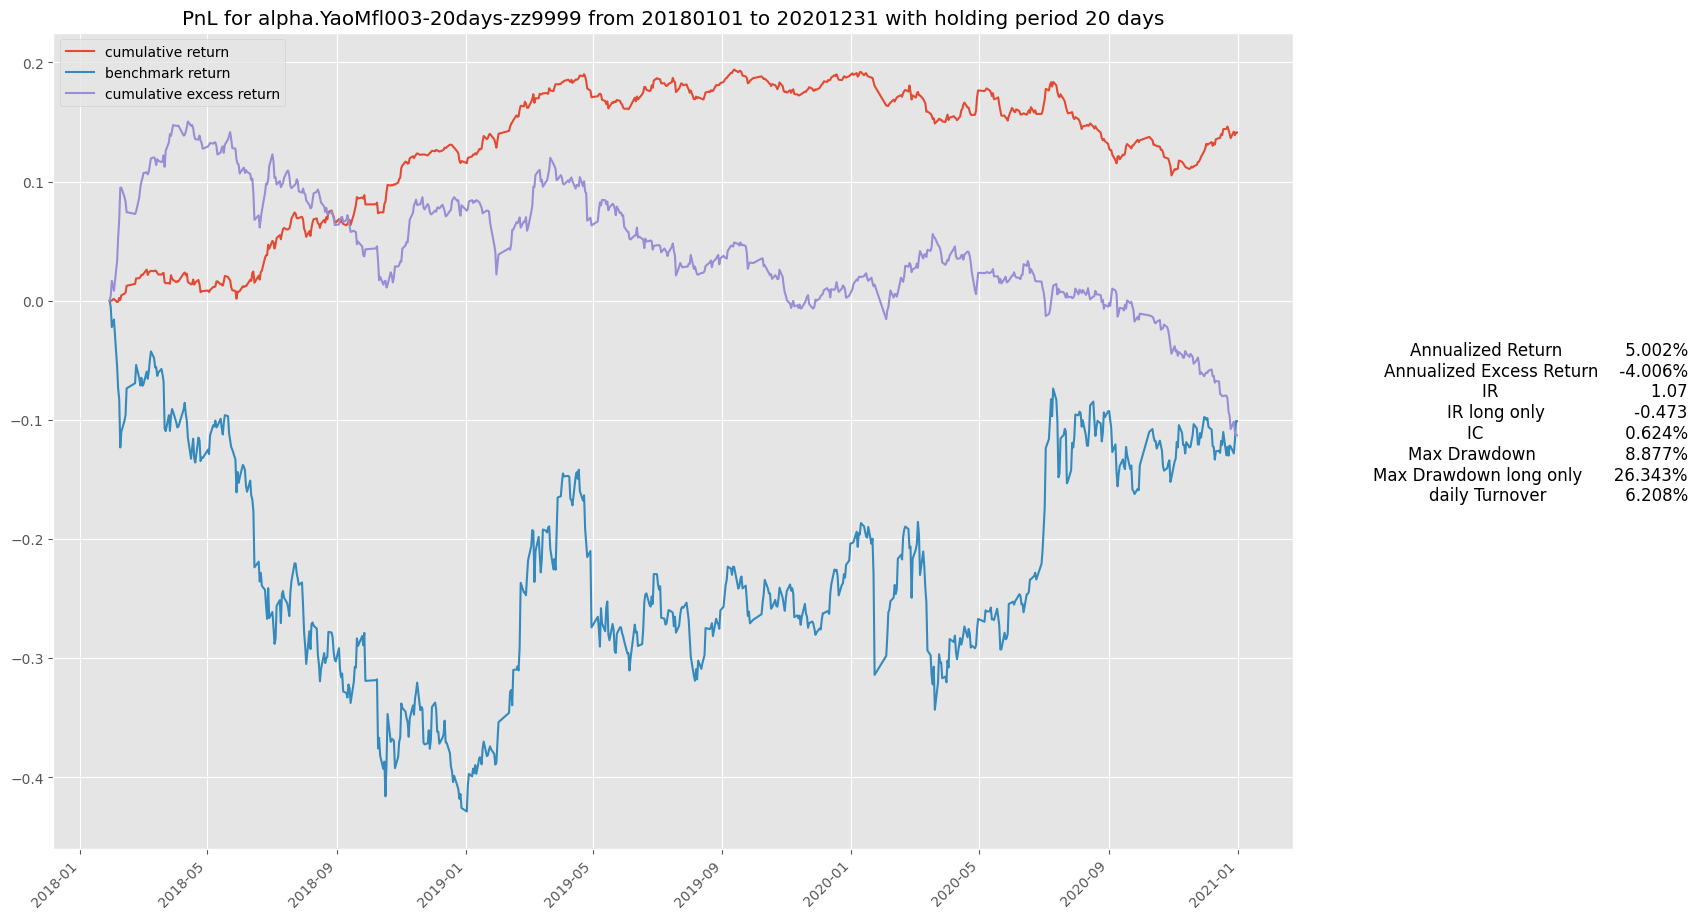 PnL for alpha.YaoMfl003-20days-zz9999 from 20180101 to 20201231 with holding period 20 days
cumulative return
benchmark return
cumulative excess return
0.2
0.1
0.0
−0.1
−0.2
−0.3
−0.4
2018-01
2018-05
2018-09
2019-01
2019-05
2019-09
2020-01
2020-05
2020-09
2021-01
Annualized Return 5.002%
Annualized Excess Return -4.006%
IR 1.07
IR long only -0.473
IC 0.624%
Max Drawdown 8.877%
Max Drawdown long only 26.343%
daily Turnover 6.208%